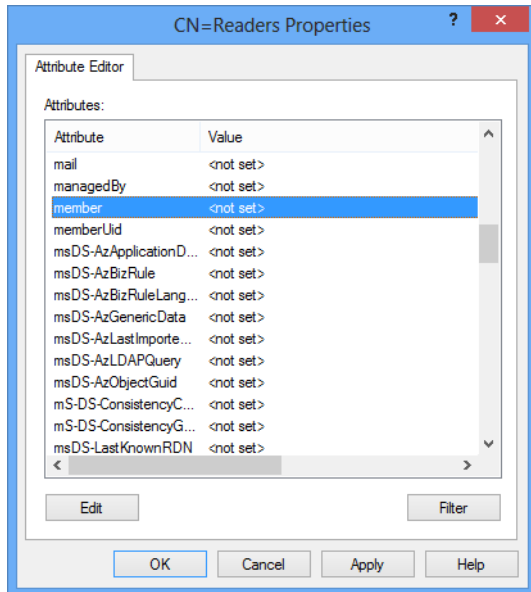 CN=Readers Properties ?
Attribute Editor
Attributes:
Attribute Value
mail <not set>
managedBy <not set>
member <not set>
memberUid <not set>
msDS-AzApplicationD... <not set>
msDS-AzBizRule <not set>
msDS-AzBizRuleLang... <not set>
msDS-AzGenericData <not set>
msDS-AzLastImporte... <not set>
msDS-AzLDAPQuery <not set>
msDS-AzObjectGuid <not set>
mS-DS-ConsistencyC... <not set>
mS-DS-ConsistencyG... <not set>
msDS-LastKnownRDN <not set>
Edit Filter
OK Cancel Apply Help